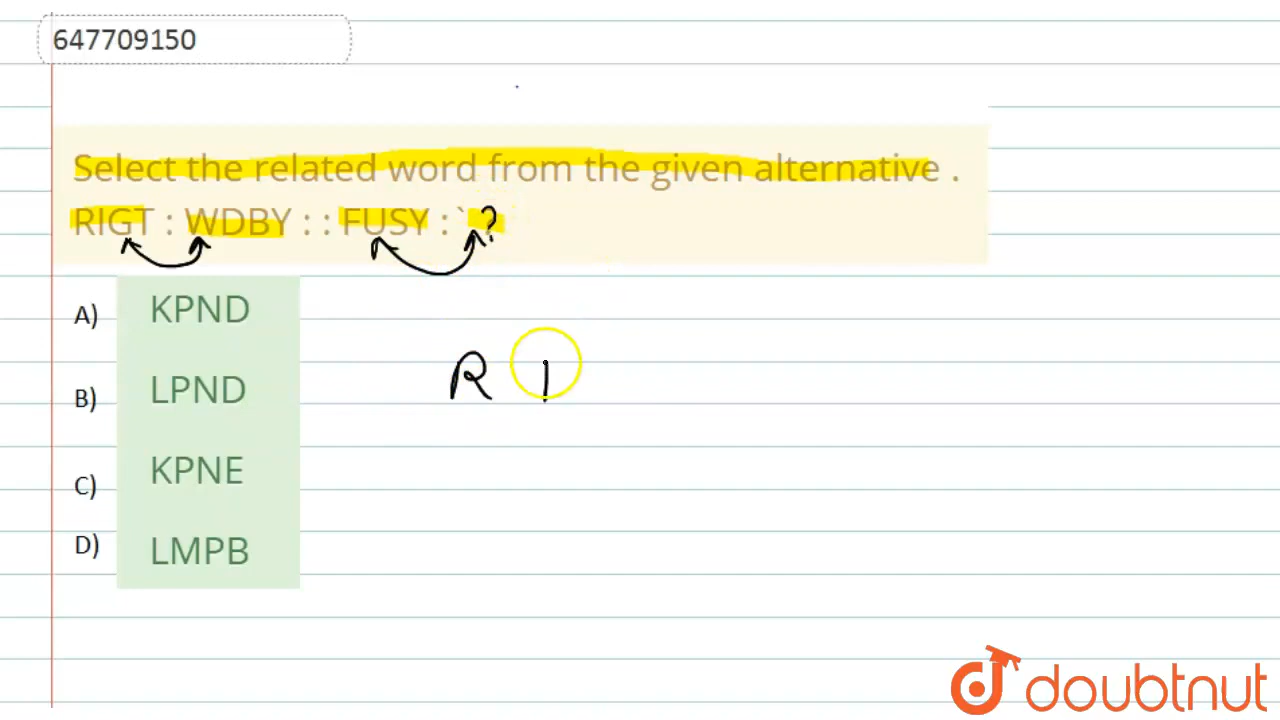 647709150
Select the related word from the given alternative .
RIGT : WDBY : : FUSY : ` ?
A) KPND
R I
B) LPND
C) KPNE
D) LMPB
doubtnut